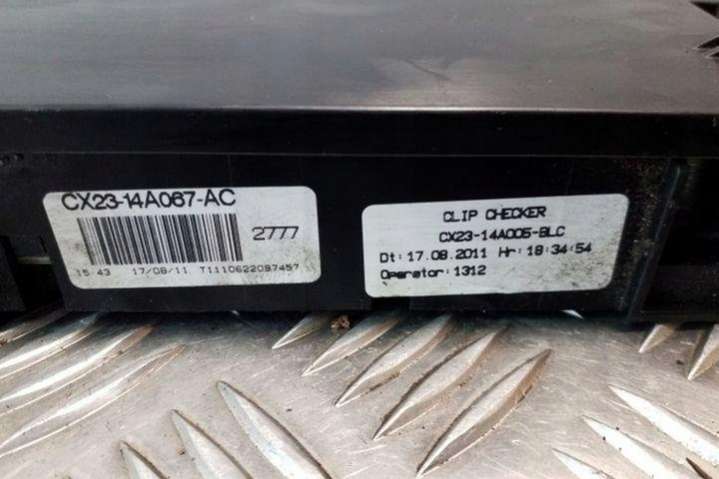 CX23-14A067-AC
2777
15:43 17/08/11 T1110622087457
CLIP CHECKER
CX23-14A005-BLC
Dt: 17.08.2011 Hr: 18:34:54
Operator: 1312